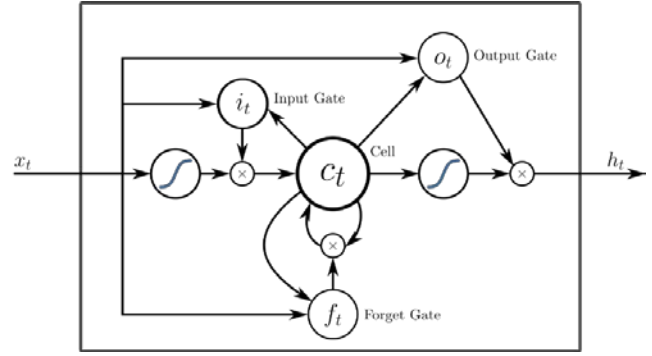 o_t Output Gate
i_t Input Gate
x_t
Cell
h_t
×
c_t
×
×
f_t Forget Gate